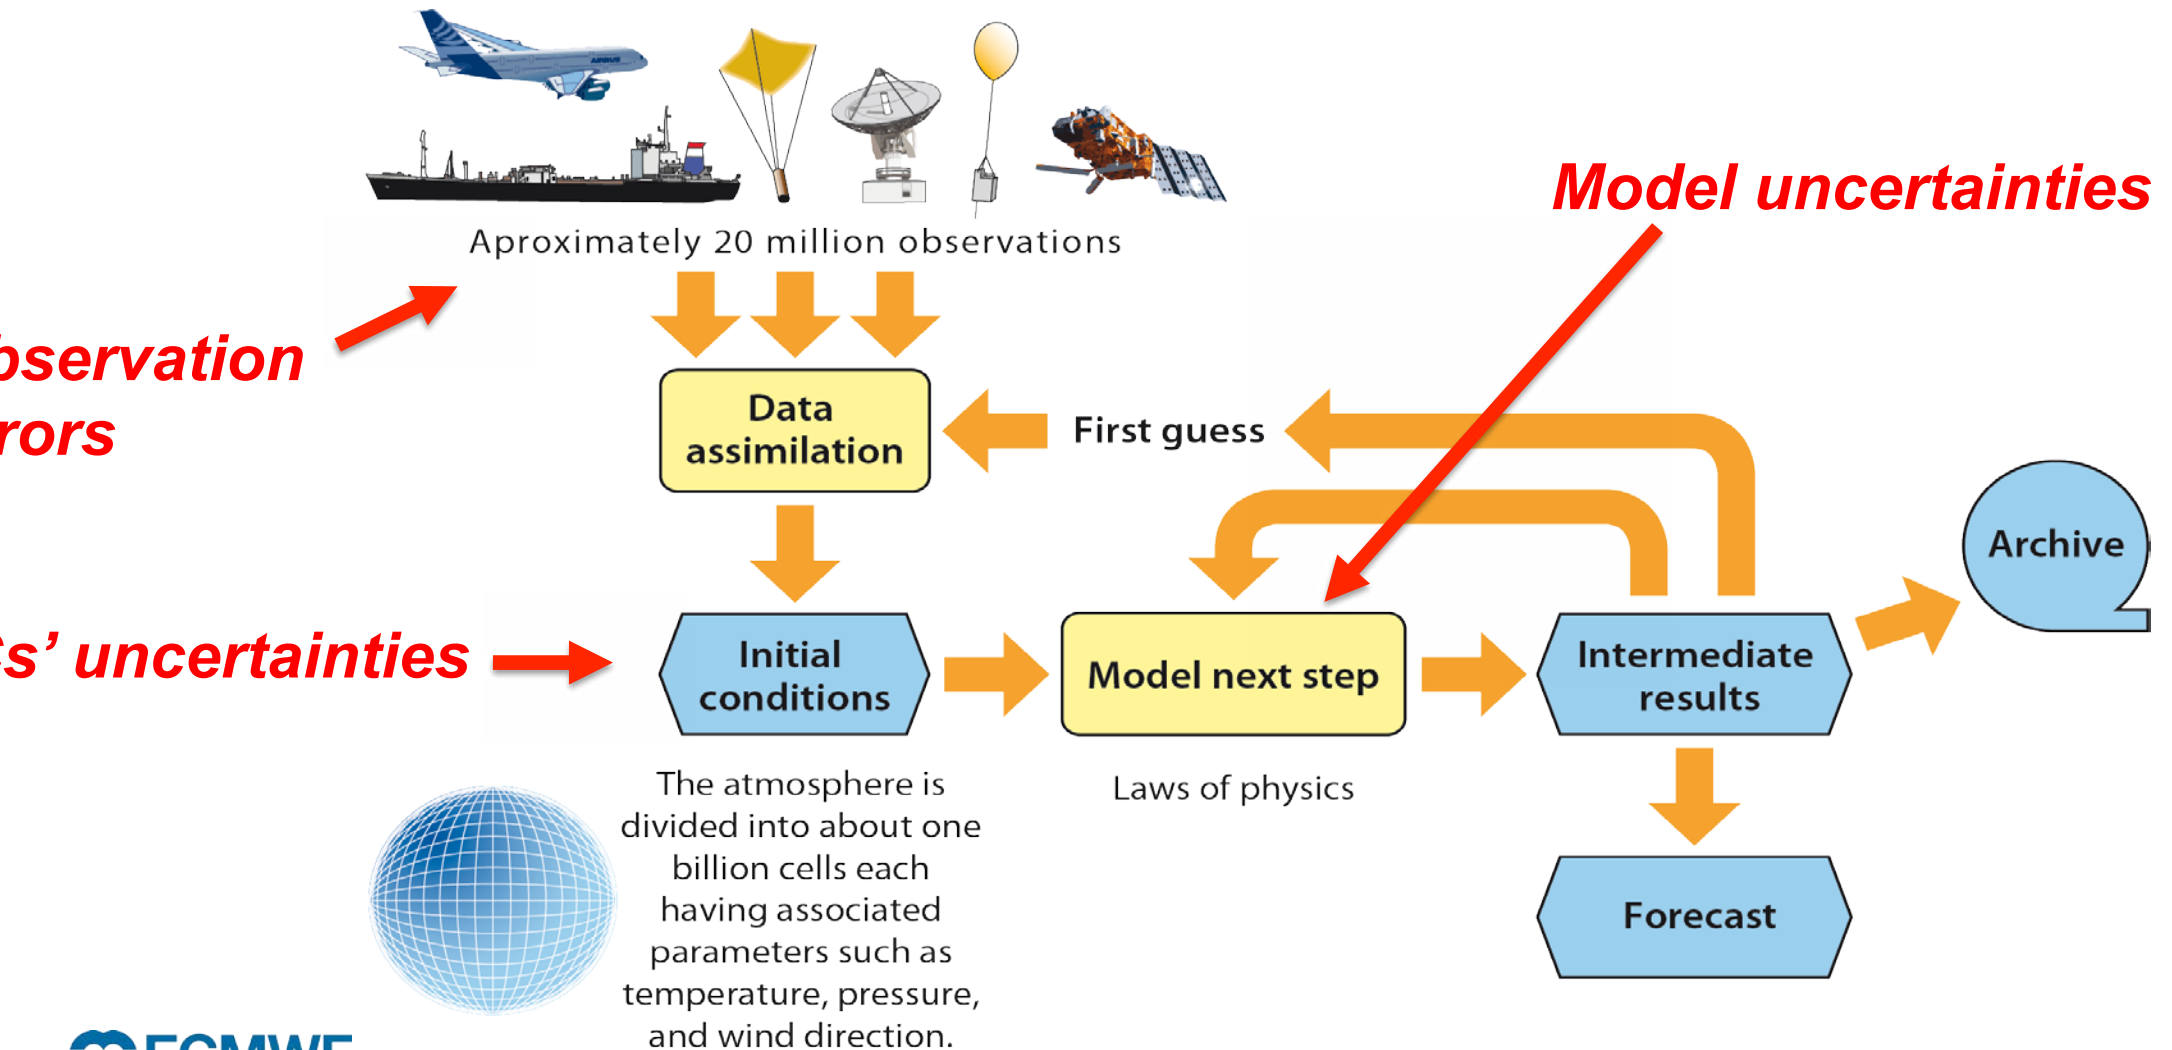 AIRBUS
Model uncertainties
Aproximately 20 million observations
bservation
rors
Data
assimilation
First guess
Archive
s’ uncertainties
Initial
conditions
Model next step
Intermediate
results
The atmosphere is
divided into about one
billion cells each
having associated
parameters such as
temperature, pressure,
and wind direction.
Laws of physics
Forecast
ECMWF